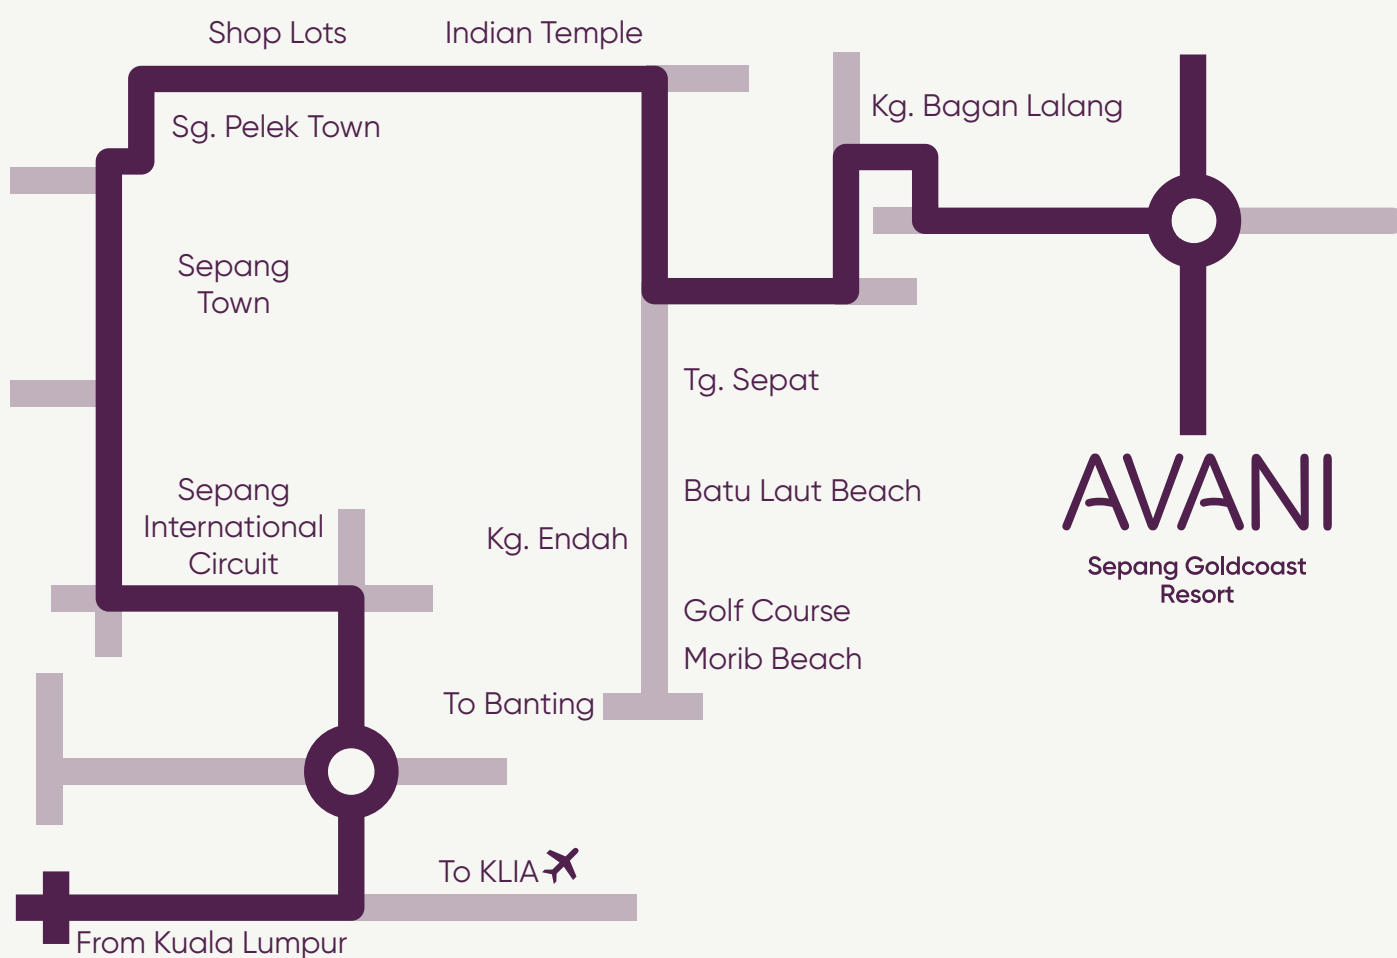 Shop Lots
Indian Temple
Kg. Bagan Lalang
Sg. Pelek Town
Sepang
Town
Tg. Sepat
Sepang
International
Circuit
Batu Laut Beach
Kg. Endah
AVANI
Sepang Goldcoast
Resort
Golf Course
Morib Beach
To Banting
To KLIA
From Kuala Lumpur